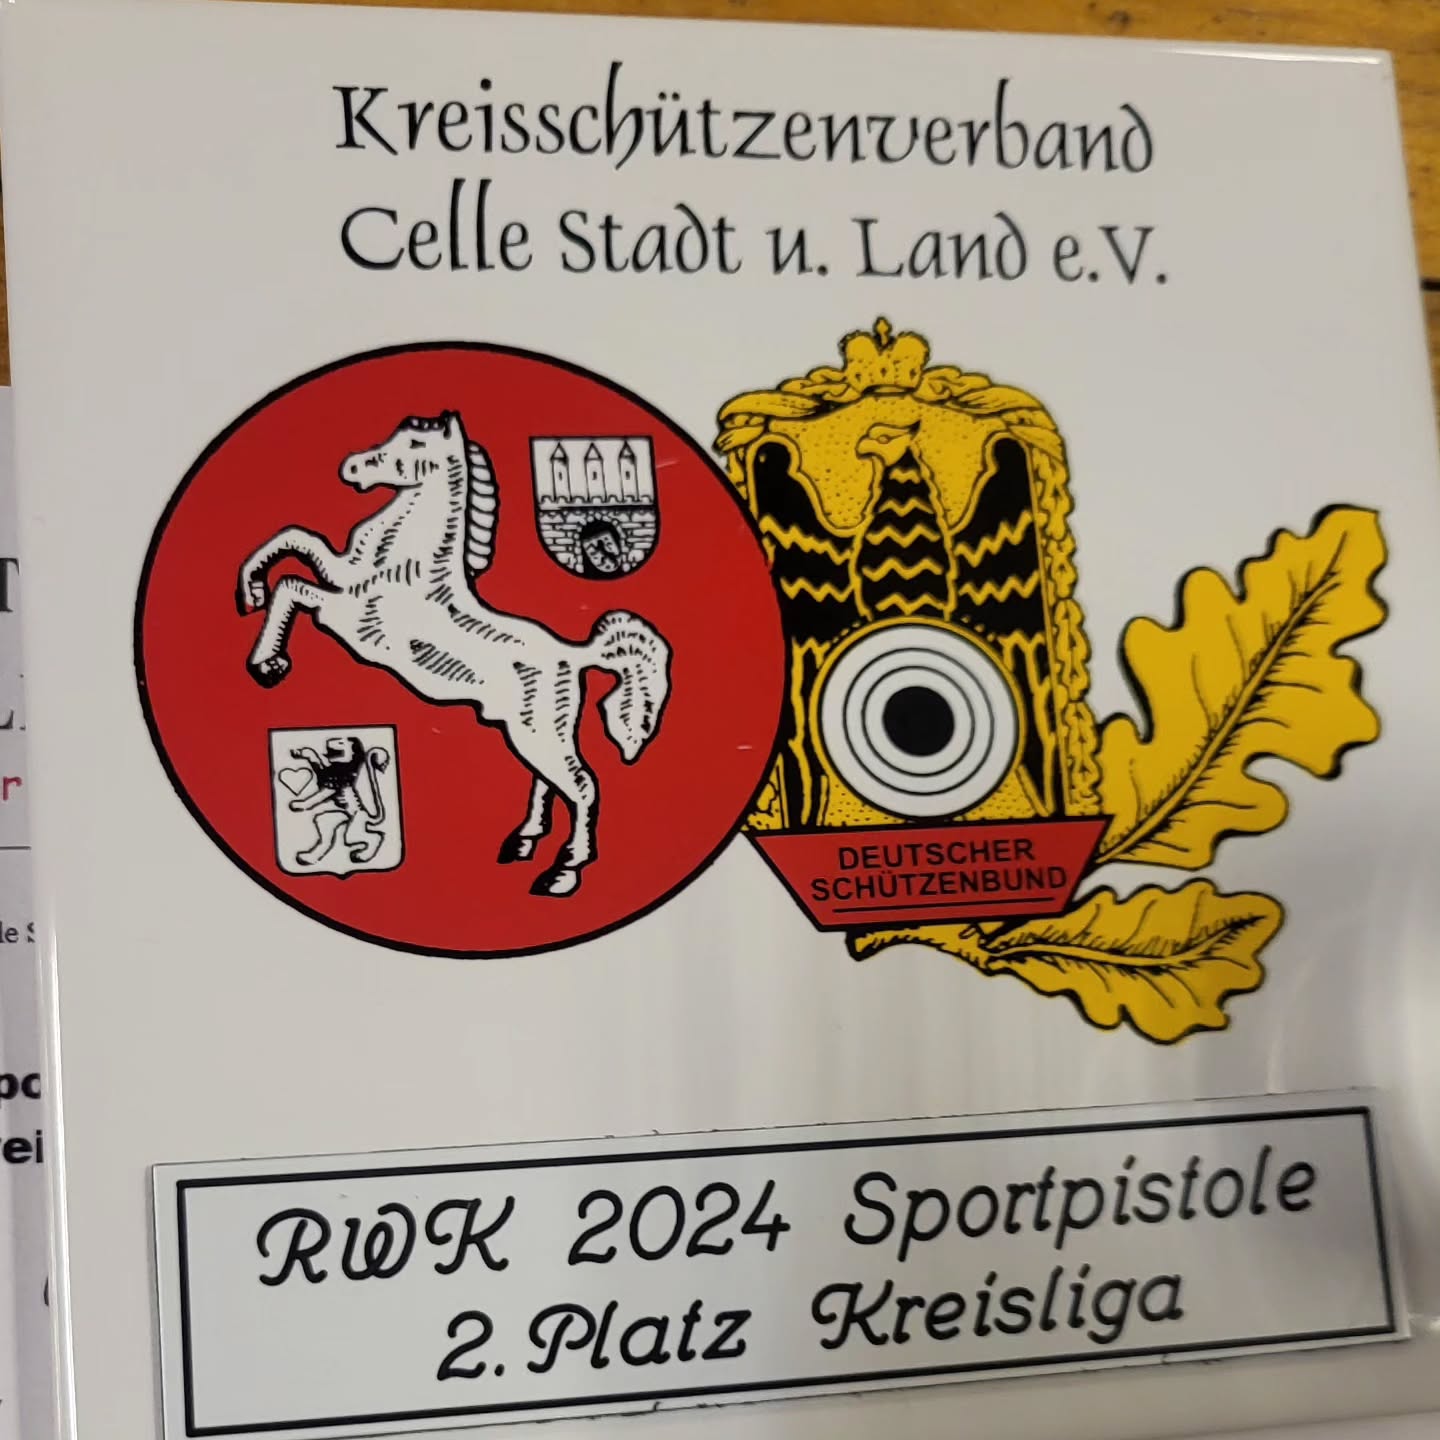 Kreisschützenverband
Celle Stadt u. Land e.V.
DEUTSCHER
SCHÜTZENBUND
RWK 2024 Sportpistole
2. Platz Kreisliga